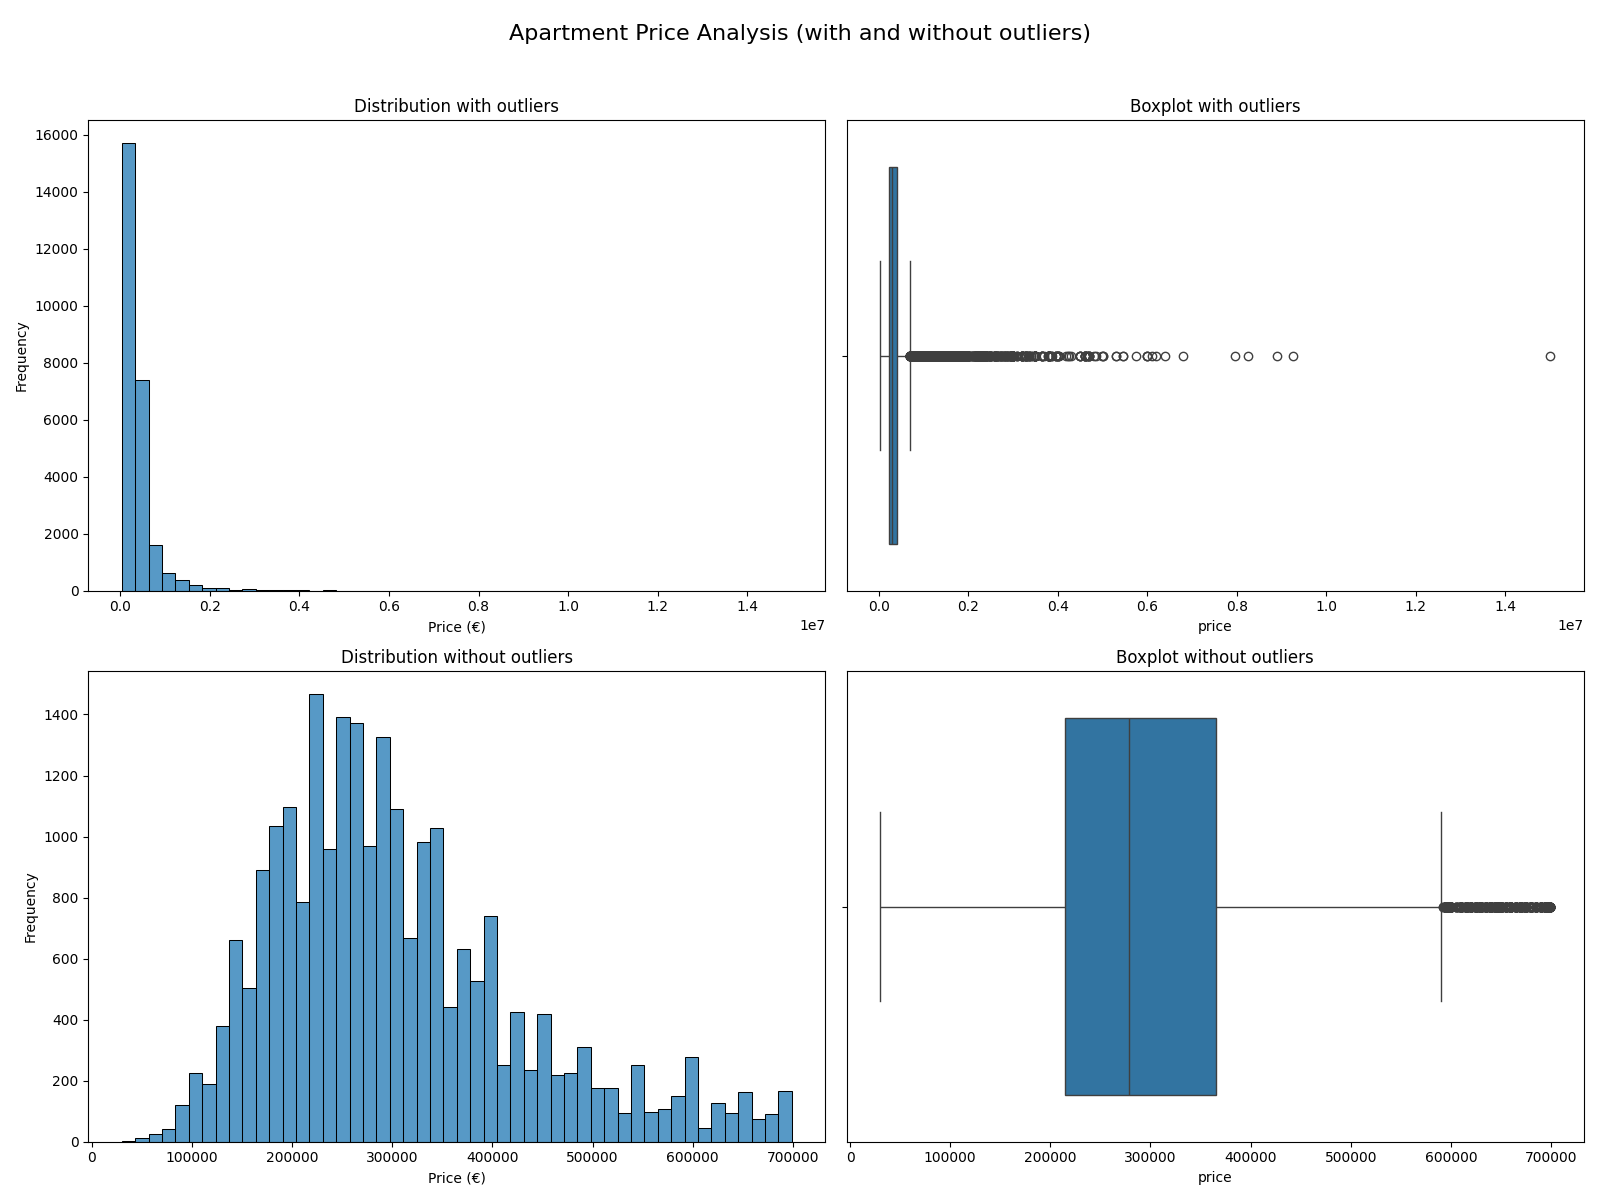 Apartment Price Analysis (with and without outliers)
Distribution with outliers
16000
14000
12000
10000
8000
6000
4000
2000
0
Frequency
0.0 0.2 0.4 0.6 0.8 1.0 1.2 1.4
1e7
Price (€)
Boxplot with outliers
0.0 0.2 0.4 0.6 0.8 1.0 1.2 1.4
1e7
price
Distribution without outliers
1400
1200
1000
800
600
400
200
0
Frequency
0 100000 200000 300000 400000 500000 600000 700000
Price (€)
Boxplot without outliers
0 100000 200000 300000 400000 500000 600000 700000
price